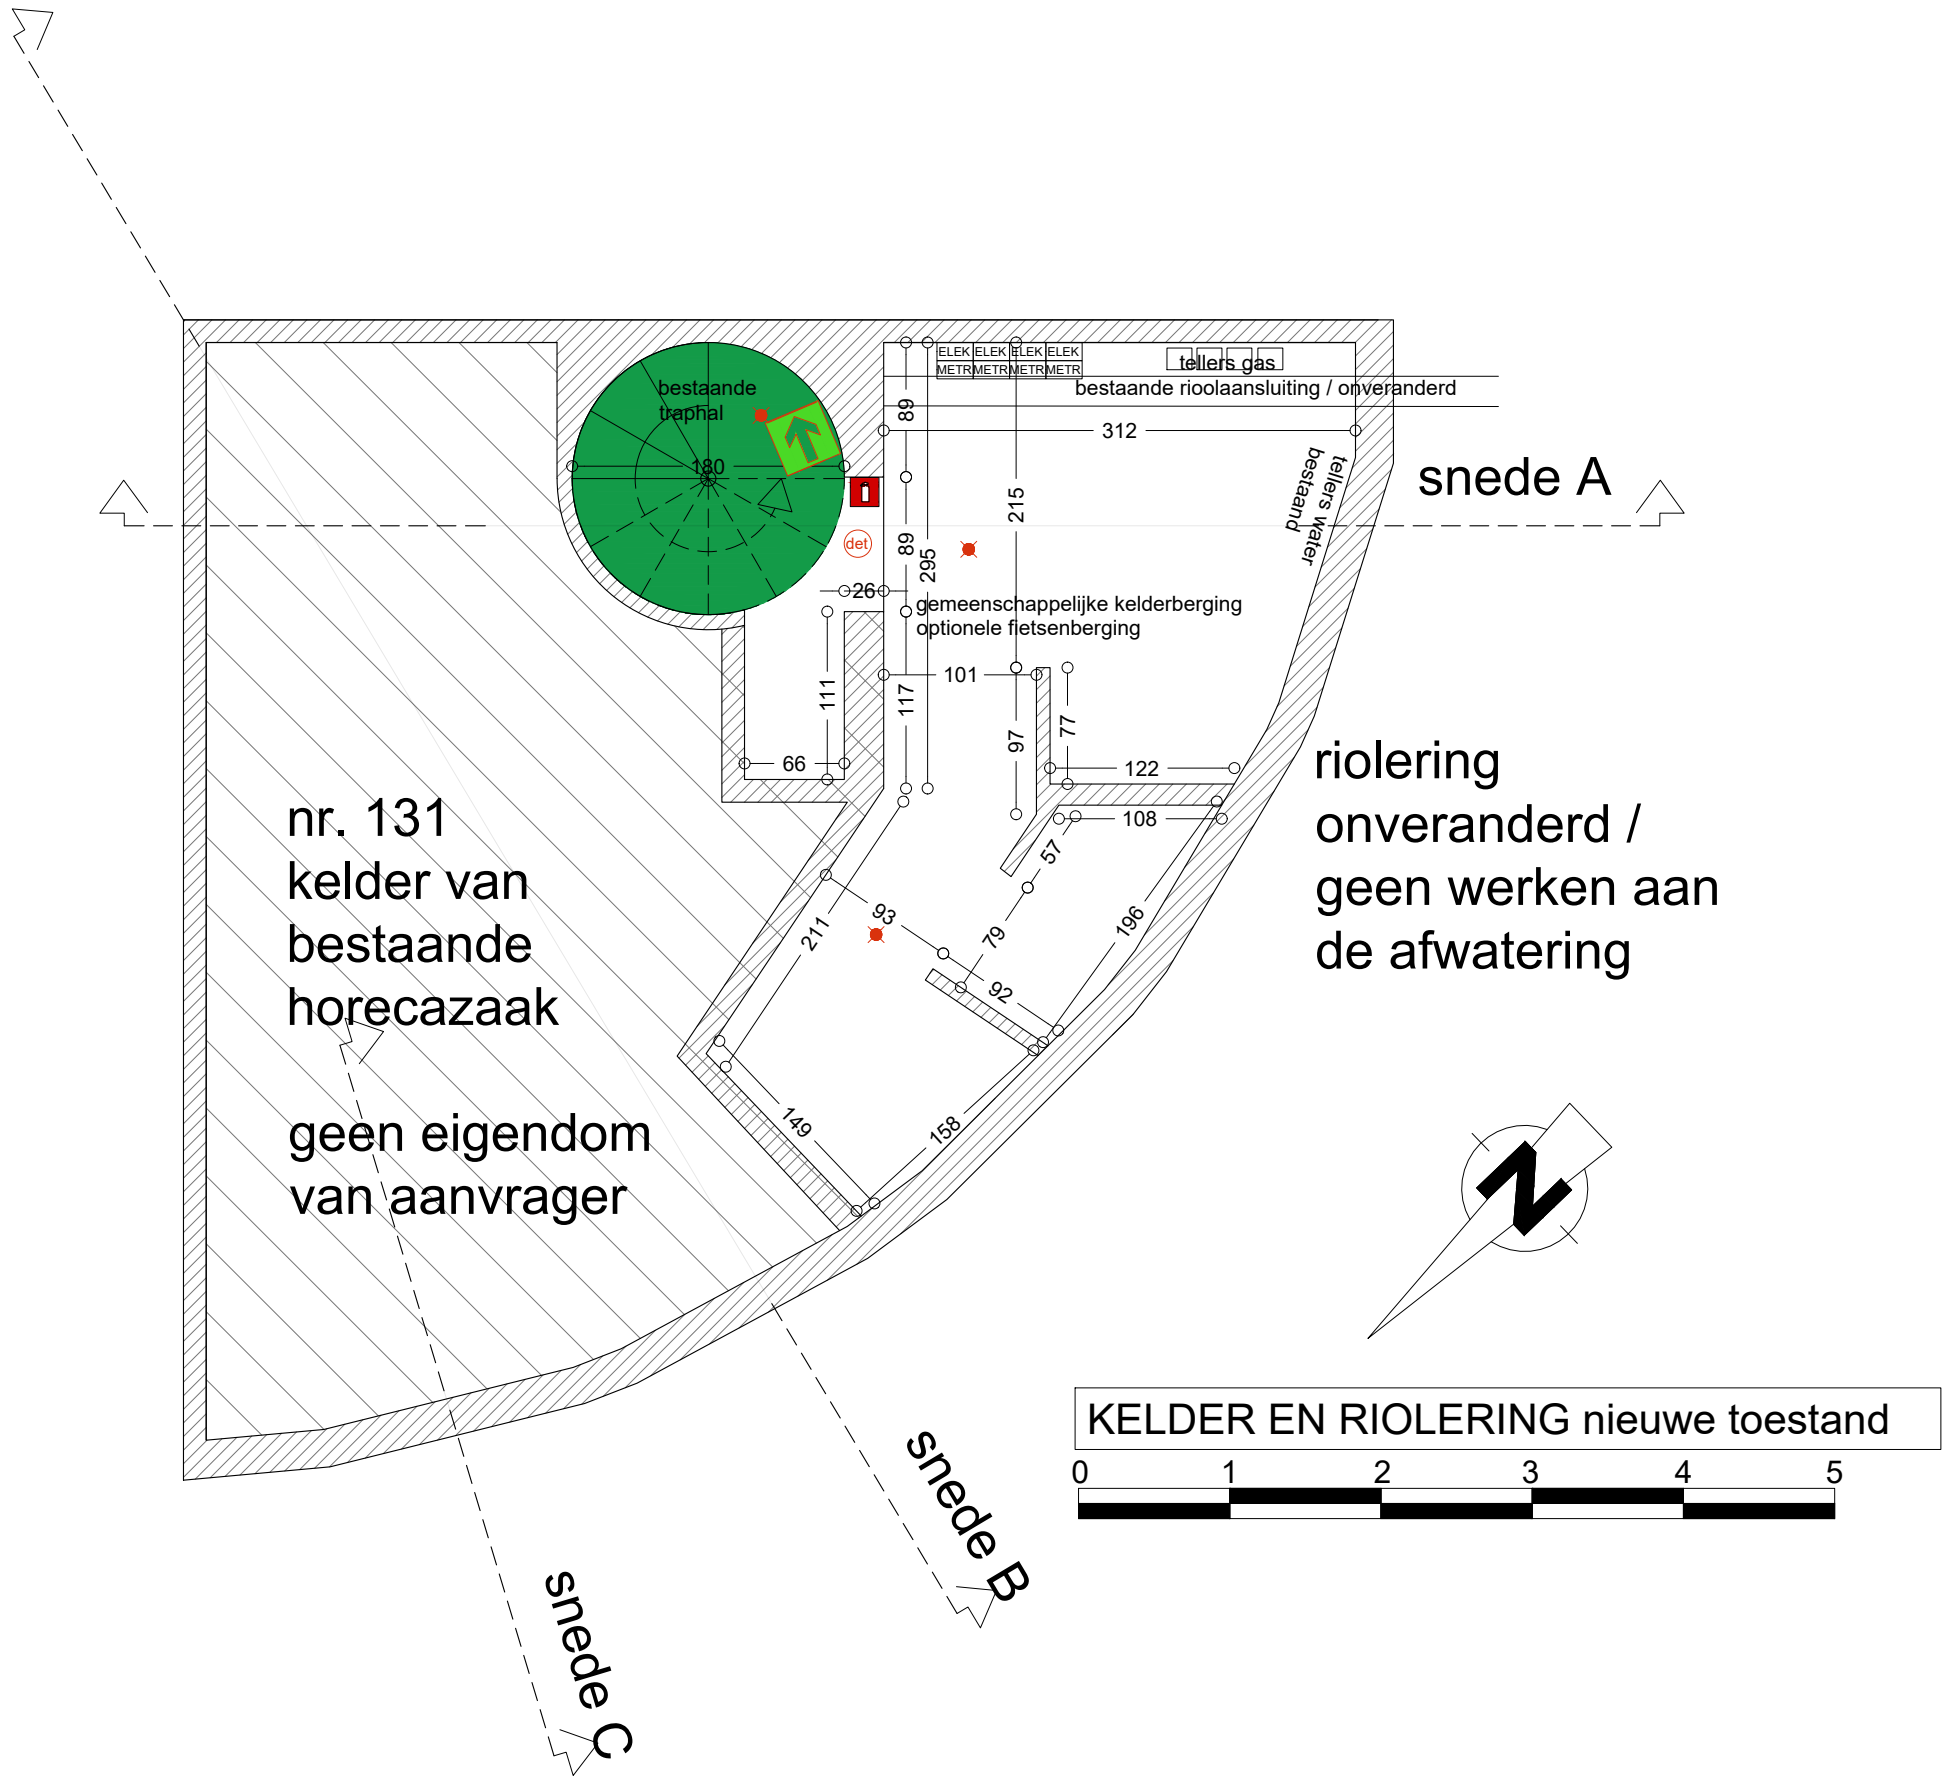 ELEK ELEK ELEK ELEK
METR METR METR METR
tellers gas
bestaande rioolaansluiting / onveranderd
bestaande
traphal
89
312
180
snede A
tellers water
bestaand
215
det
89
295
26
gemeenschappelijke kelderberging
optionele fietsenberging
101
111
117
77
97
66
122
108
riolering
onveranderd /
geen werken aan
de afwatering
nr. 131
kelder van
bestaande
horecazaak
geen eigendom
van aanvrager
57
93
211
79
196
92
149
158
N
KELDER EN RIOLERING nieuwe toestand
0 1 2 3 4 5
snede B
snede C